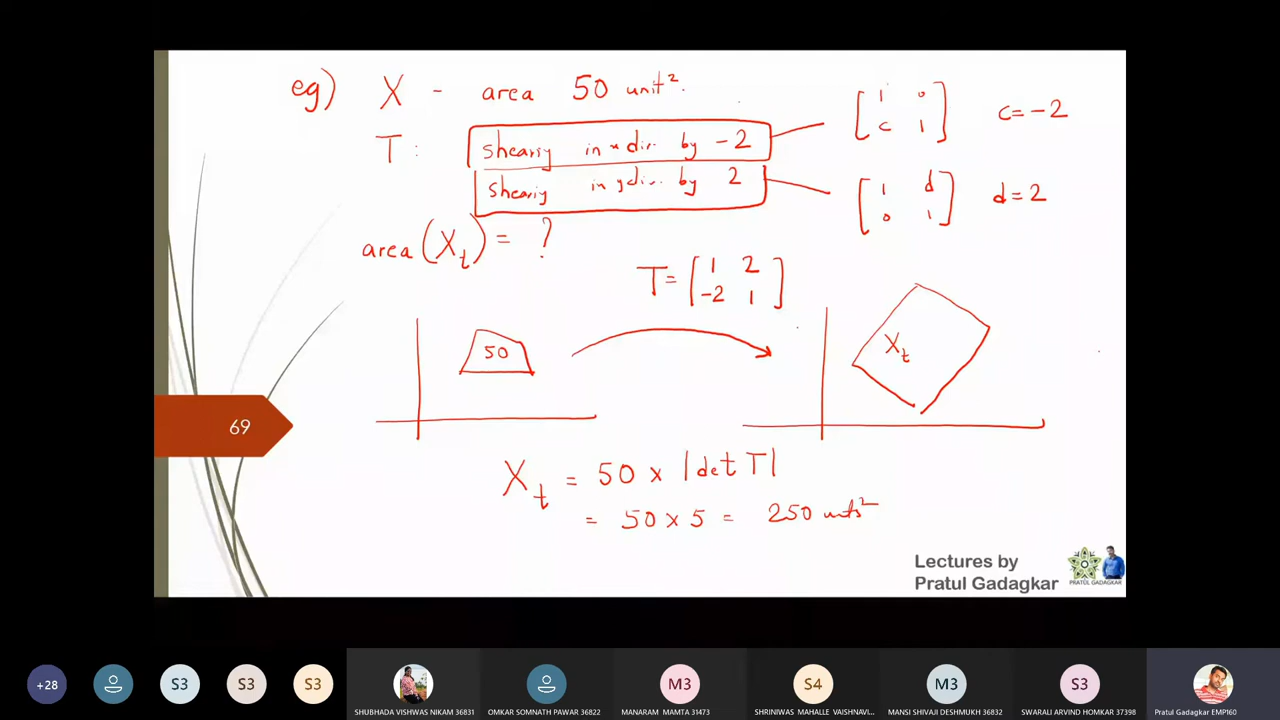 eg) X - area 50 unit².
T : shearing in x dir. by -2 [1 0 c 1] c = -2
shearing in y dir. by 2 [1 d 0 1] d = 2
area (Xt) = ?
T = [1 2 -2 1]
50
Xt
69
Xt = 50 x |det T|
= 50 x 5 = 250 units²
Lectures by
Pratul Gadagkar
PRATUL GADAGKAR
+28 S3 S3 S3 M3 S4 M3 S3
SHUBHADA VISHWAS NIKAM 36831 OMKAR SOMNATH PAWAR 36822 MANARAM MAMTA 31473 SHRINIWAS MAHALLE VAISHNAVI... MANSI SHIVAJI DESHMUKH 36832 SWARALI ARVIND HOMKAR 37398 Pratul Gadagkar EMP160